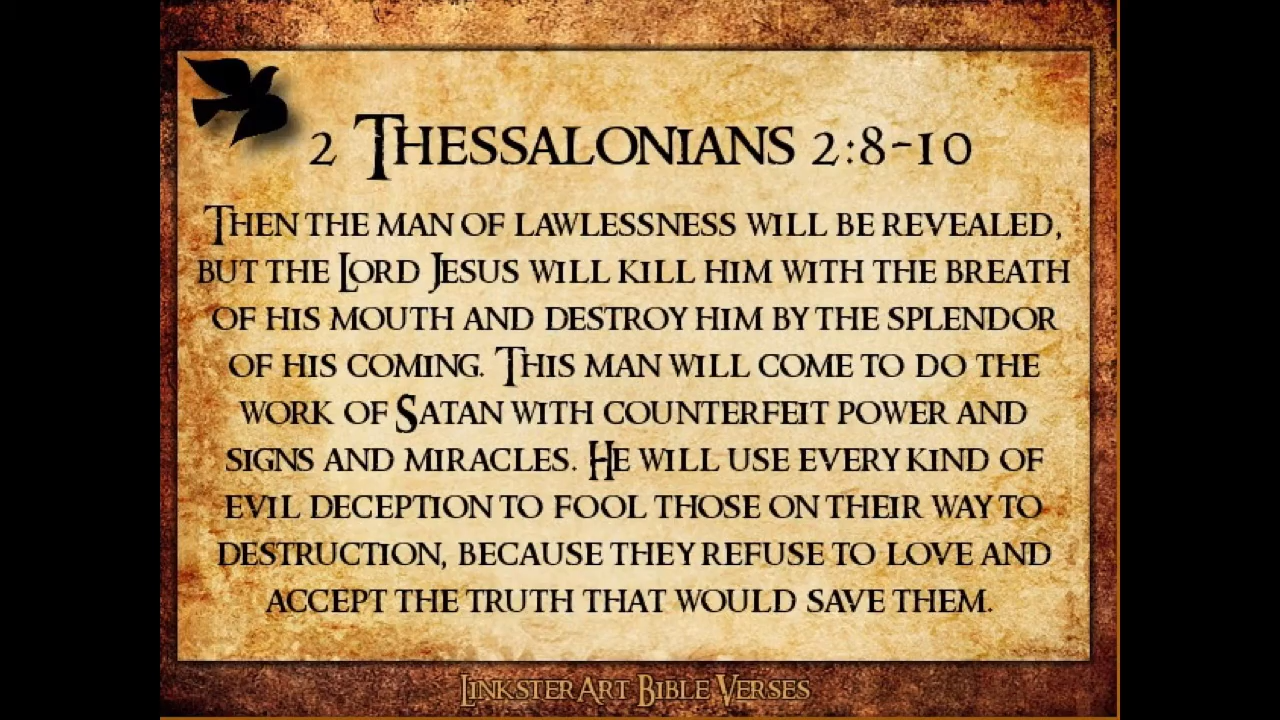 2 Thessalonians 2:8-10
Then the man of lawlessness will be revealed,
but the Lord Jesus will kill him with the breath
of his mouth and destroy him by the splendor
of his coming. This man will come to do the
work of Satan with counterfeit power and
signs and miracles. He will use every kind of
evil deception to fool those on their way to
destruction, because they refuse to love and
accept the truth that would save them.
LinksterArt Bible Verses